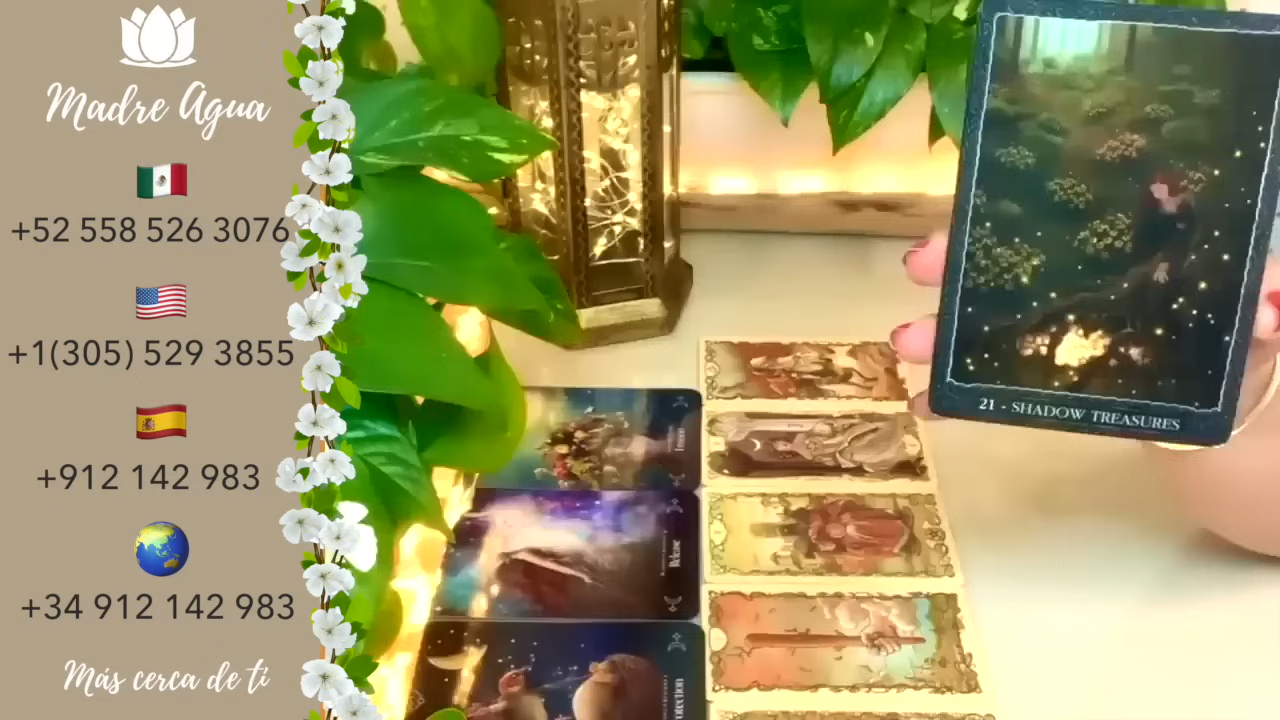 Madre Agua
+52 558 526 3076
+1(305) 529 3855
+912 142 983
+34 912 142 983
Más cerca de ti
21 - SHADOW TREASURES
Release